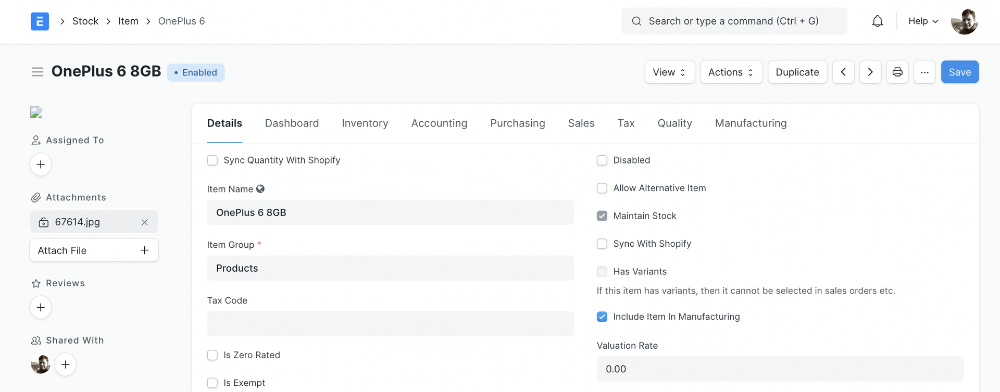 E
Stock
Item
OnePlus 6
Search or type a command (Ctrl + G)
Help
OnePlus 6 8GB
• Enabled
View
Actions
Duplicate
...
Save
Assigned To
Attachments
67614.jpg
Attach File
Reviews
Shared With
Details
Dashboard
Inventory
Accounting
Purchasing
Sales
Tax
Quality
Manufacturing
Sync Quantity With Shopify
Item Name
OnePlus 6 8GB
Item Group *
Products
Tax Code
Is Zero Rated
Is Exempt
Disabled
Allow Alternative Item
Maintain Stock
Sync With Shopify
Has Variants
If this item has variants, then it cannot be selected in sales orders etc.
Include Item In Manufacturing
Valuation Rate
0.00